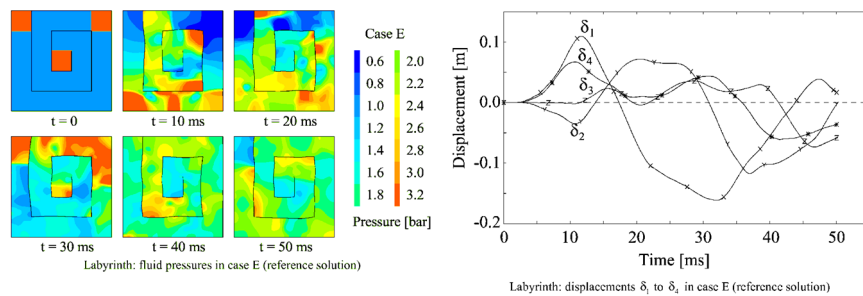 Case E
t = 0
t = 10 ms
t = 20 ms
0.6 2.0
0.8 2.2
1.0 2.4
1.2 2.6
1.4 2.8
1.6 3.0
1.8 3.2
Pressure [bar]
t = 30 ms
t = 40 ms
t = 50 ms
Labyrinth: fluid pressures in case E (reference solution)
Displacement [m]
0.1
0.0
-0.1
-0.2
δ1
δ4
δ3
δ2
0 10 20 30 40 50 60
Time [ms]
Labyrinth: displacements δ1 to δ4 in case E (reference solution)